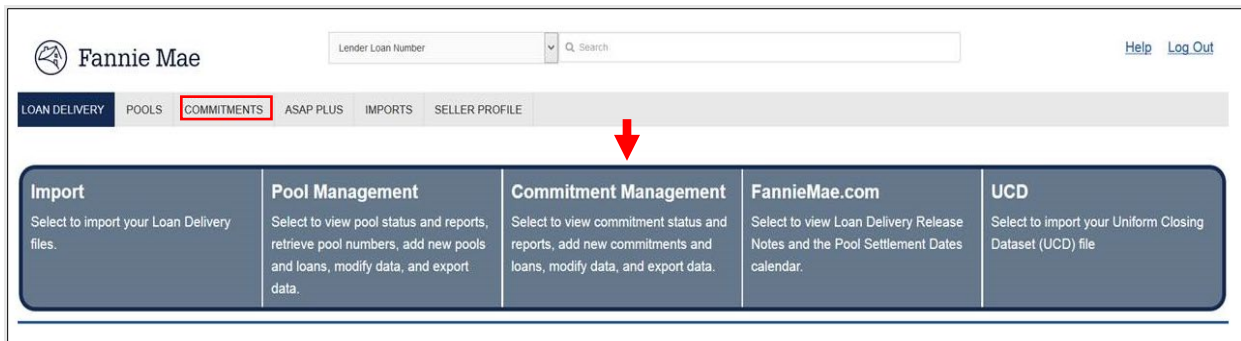 Fannie Mae
Lender Loan Number
Search
Help Log Out
LOAN DELIVERY POOLS COMMITMENTS ASAP PLUS IMPORTS SELLER PROFILE
Import
Select to import your Loan Delivery
files.
Pool Management
Select to view pool status and reports,
retrieve pool numbers, add new pools
and loans, modify data, and export
data.
Commitment Management
Select to view commitment status and
reports, add new commitments and
loans, modify data, and export data.
FannieMae.com
Select to view Loan Delivery Release
Notes and the Pool Settlement Dates
calendar.
UCD
Select to import your Uniform Closing
Dataset (UCD) file